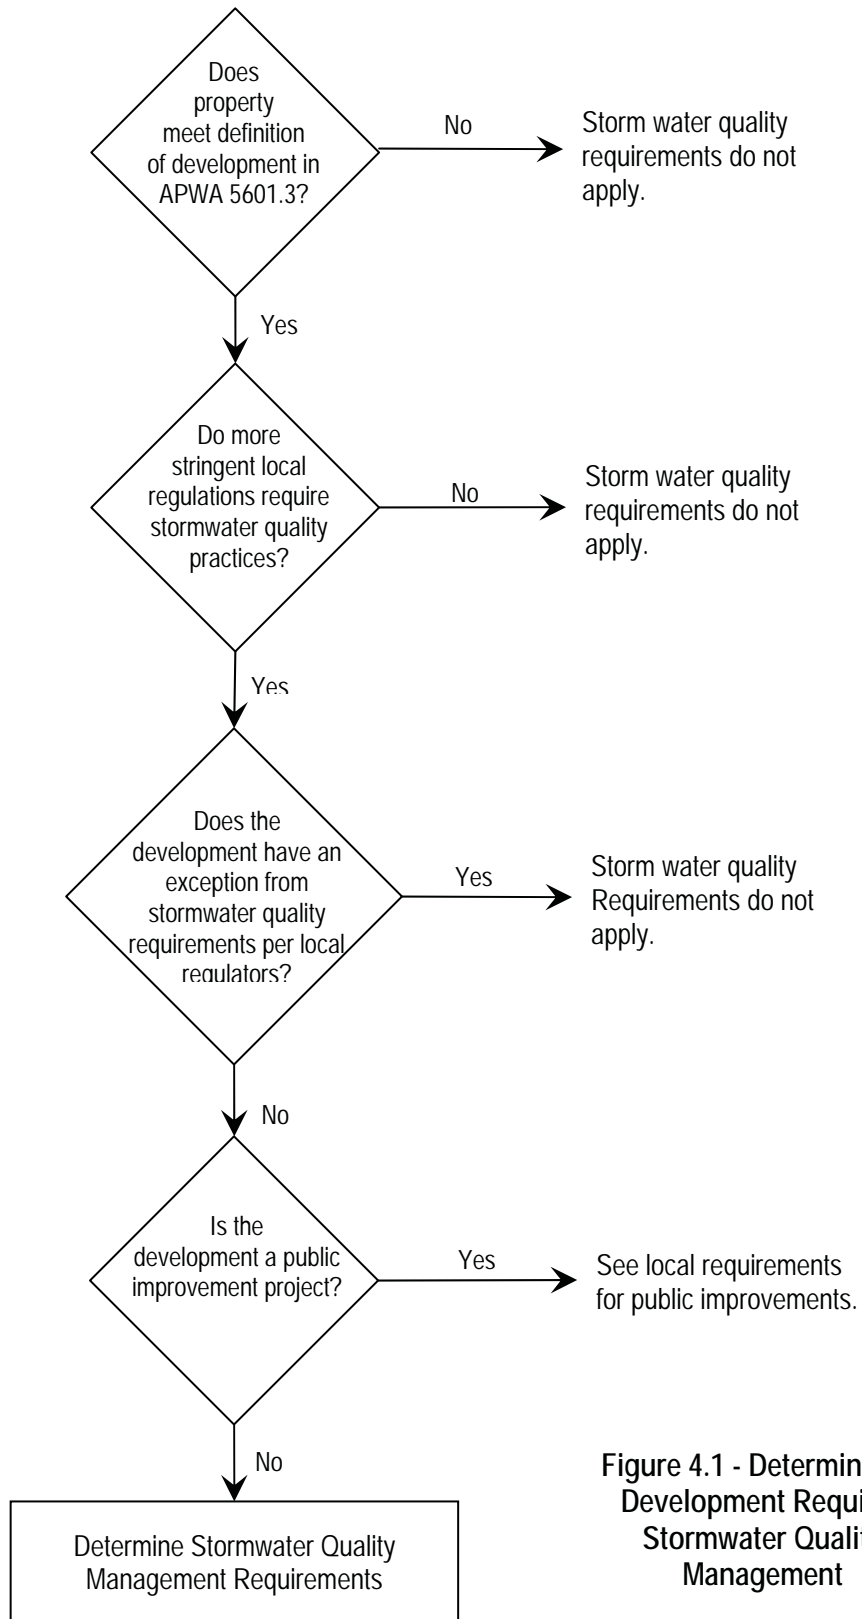 Does
property
meet definition
of development in
APWA 5601.3?
No
Storm water quality
requirements do not
apply.
Yes
Do more
stringent local
regulations require
stormwater quality
practices?
No
Storm water quality
requirements do not
apply.
Yes
Does the
development have an
exception from
stormwater quality
requirements per local
regulators?
Yes
Storm water quality
Requirements do not
apply.
No
Is the
development a public
improvement project?
Yes
See local requirements
for public improvements.
No
Figure 4.1 - Determin
Development Requi
Stormwater Quali
Management
Determine Stormwater Quality
Management Requirements